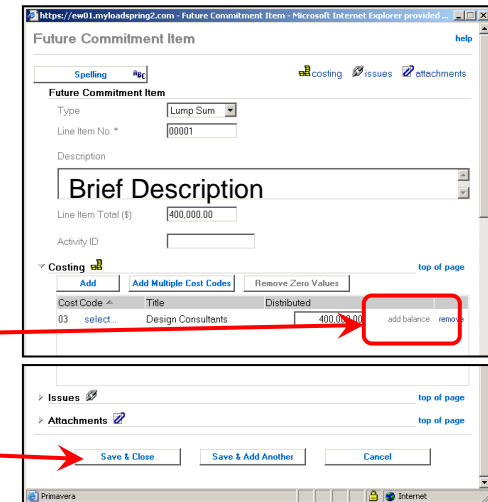 https://ew01.myloadspring2.com - Future Commitment Item - Microsoft Internet Explorer provided ...
Future Commitment Item help
Spelling ABC costing issues attachments
Future Commitment Item
Type Lump Sum
Line Item No. * 00001
Description
Brief Description
Line Item Total ($) 400,000.00
Activity ID
Costing top of page
Add Add Multiple Cost Codes Remove Zero Values
Cost Code Title Distributed
03 select... Design Consultants 400,000.00 add balance remove
Issues top of page
Attachments top of page
Save & Close Save & Add Another Cancel
Primavera Internet